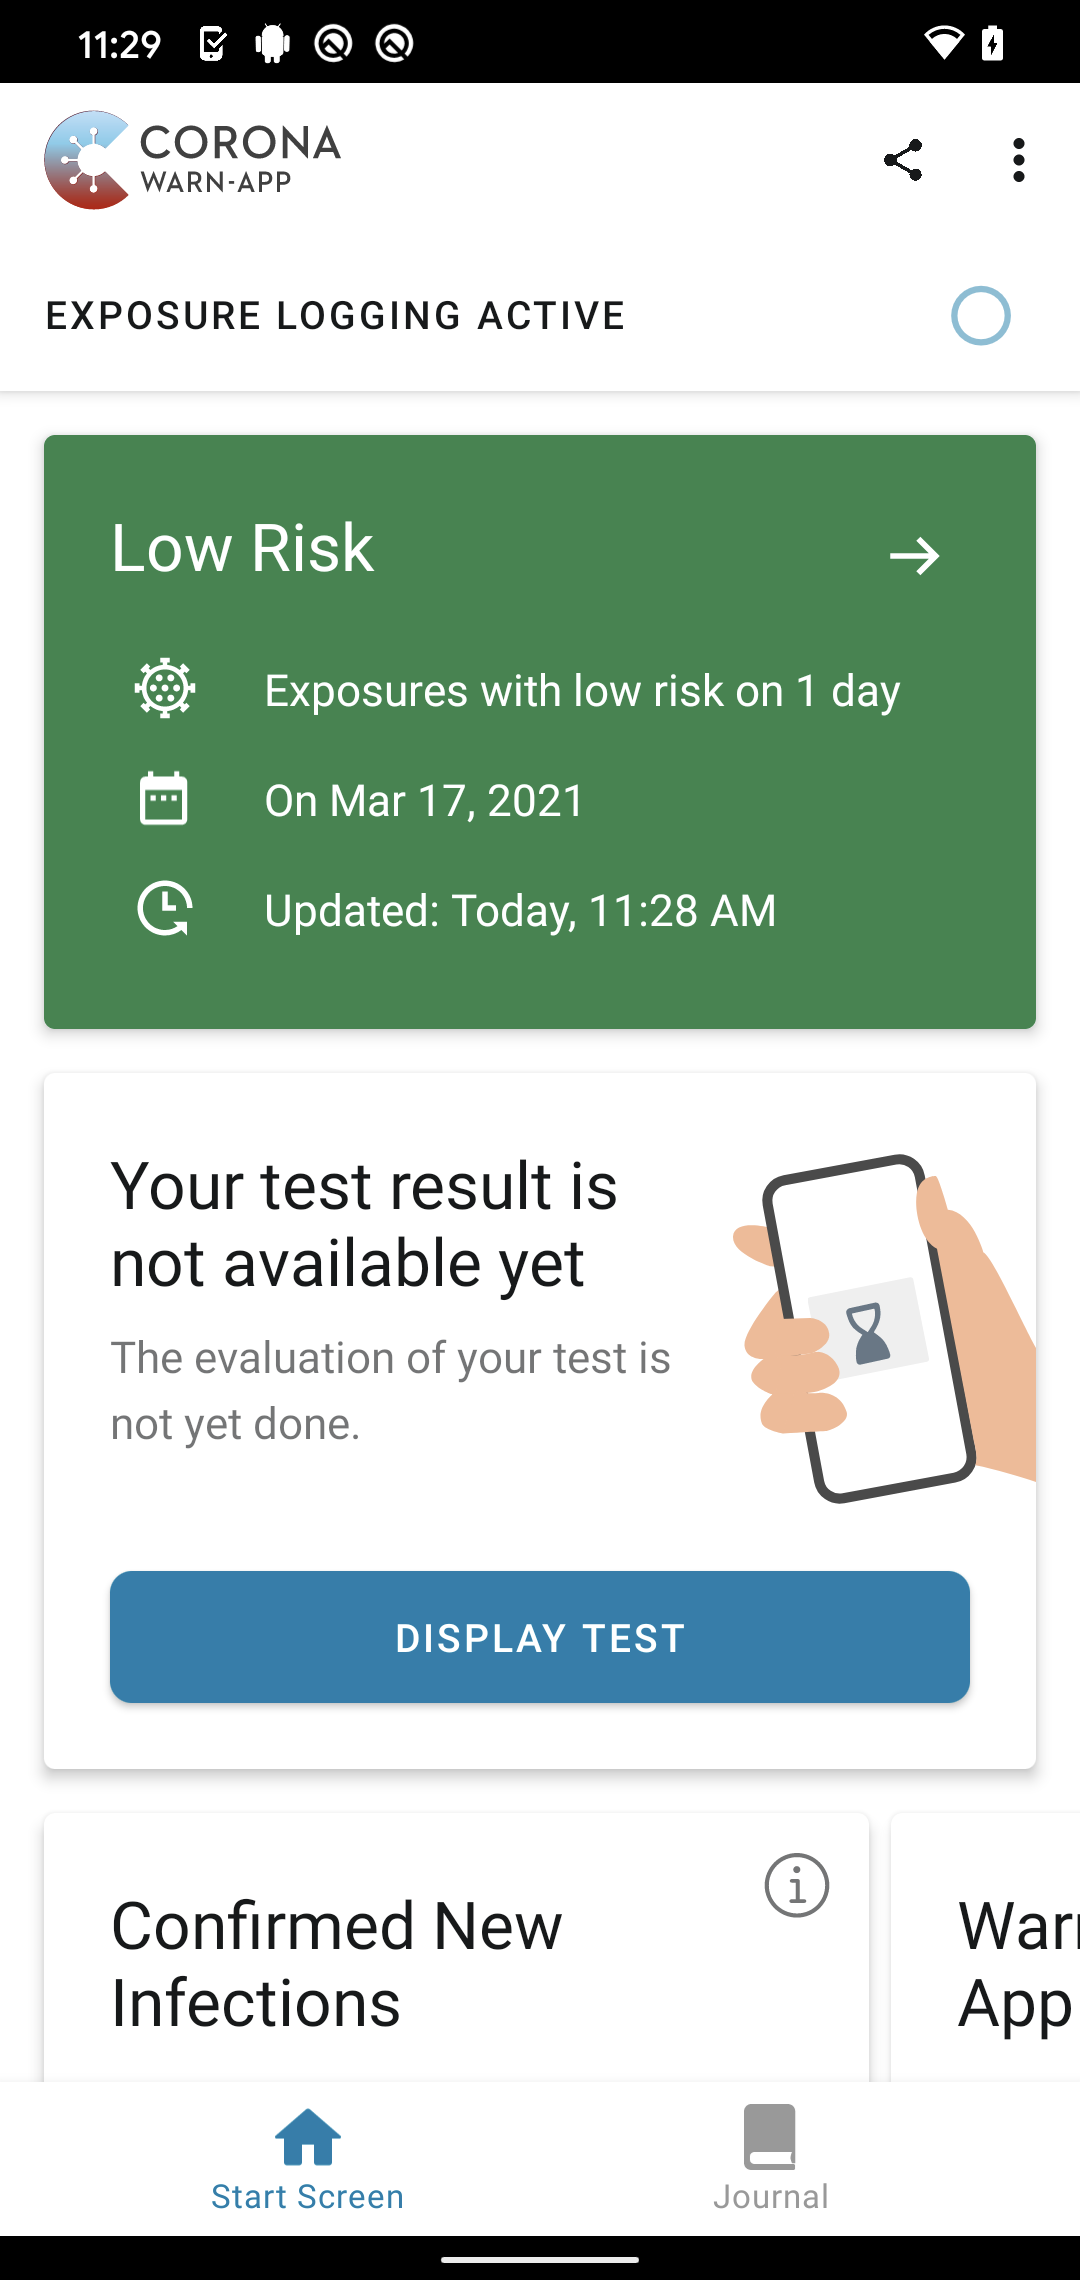 11:29
CORONA
WARN-APP
EXPOSURE LOGGING ACTIVE
Low Risk
Exposures with low risk on 1 day
On Mar 17, 2021
Updated: Today, 11:28 AM
Your test result is
not available yet
The evaluation of your test is
not yet done.
DISPLAY TEST
Confirmed New
Infections
App
Start Screen
Journal